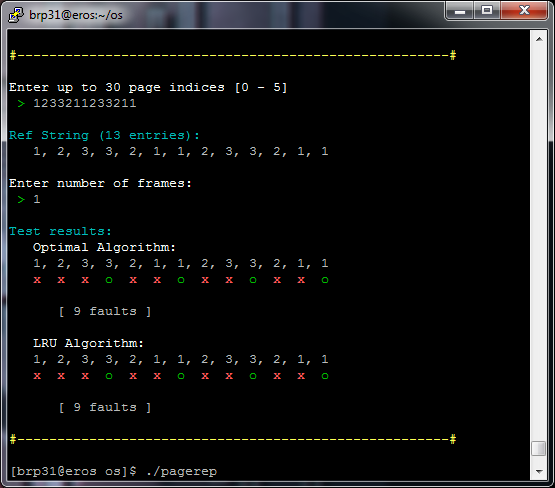 brp31@eros:~/os
#------------------------------------------------------#
Enter up to 30 page indices [0 - 5]
> 1233211233211
Ref String (13 entries):
1, 2, 3, 3, 2, 1, 1, 2, 3, 3, 2, 1, 1
Enter number of frames:
> 1
Test results:
Optimal Algorithm:
1, 2, 3, 3, 2, 1, 1, 2, 3, 3, 2, 1, 1
x x x o x x o x x o x x o
[ 9 faults ]
LRU Algorithm:
1, 2, 3, 3, 2, 1, 1, 2, 3, 3, 2, 1, 1
x x x o x x o x x o x x o
[ 9 faults ]
#------------------------------------------------------#
[brp31@eros os]$ ./pagerep